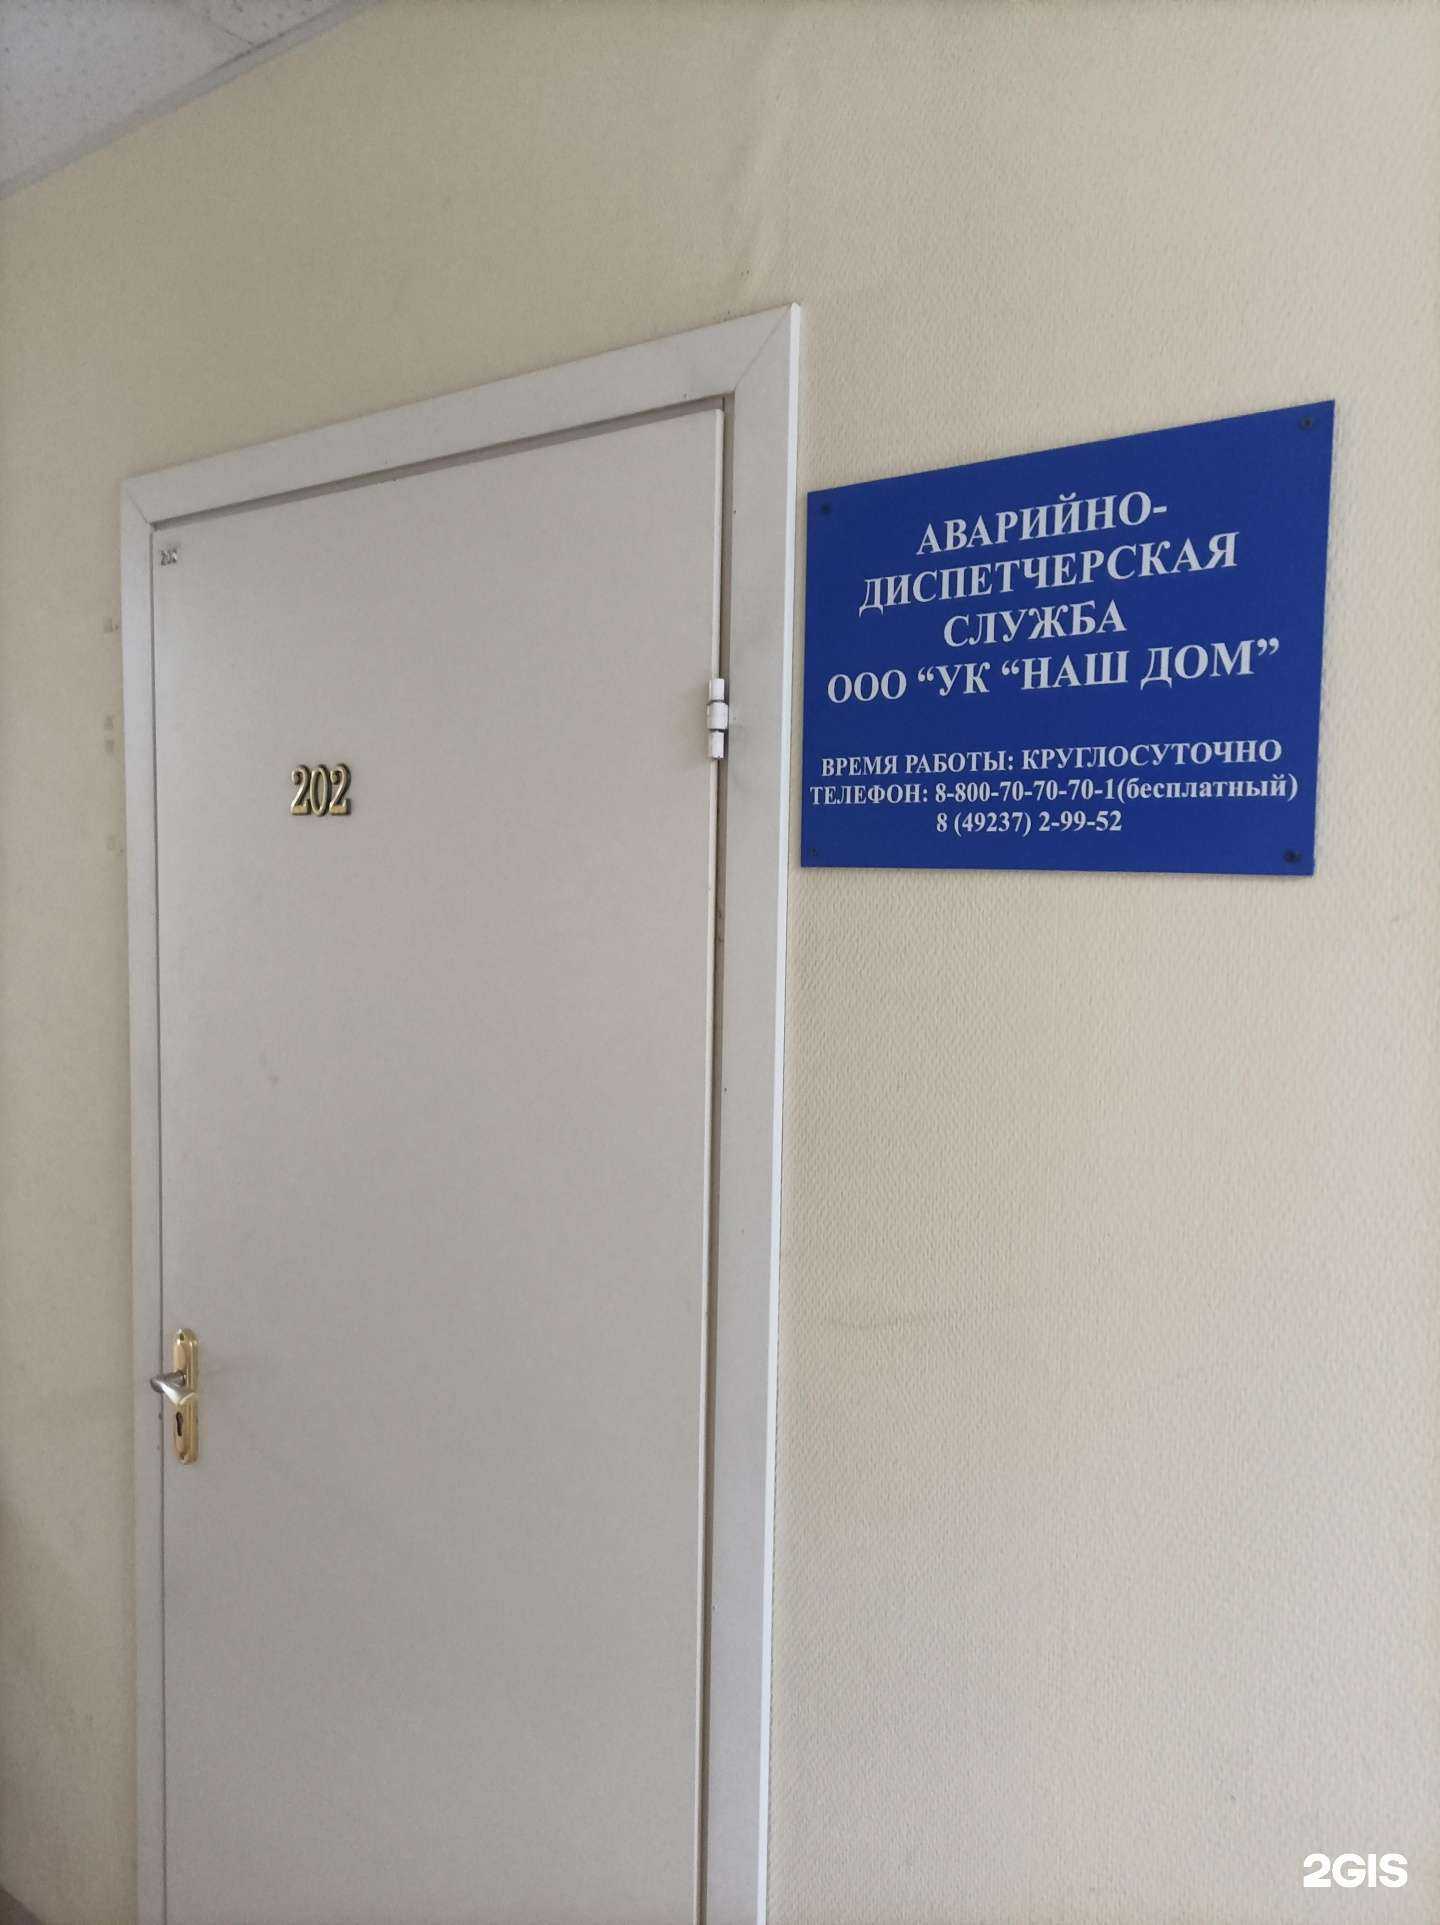 АВАРИЙНО-
ДИСПЕТЧЕРСКАЯ
СЛУЖБА
ООО “УК “НАШ ДОМ”
ВРЕМЯ РАБОТЫ: КРУГЛОСУТОЧНО
ТЕЛЕФОН: 8-800-70-70-70-1(бесплатный)
8 (49237) 2-99-52
202
2GIS